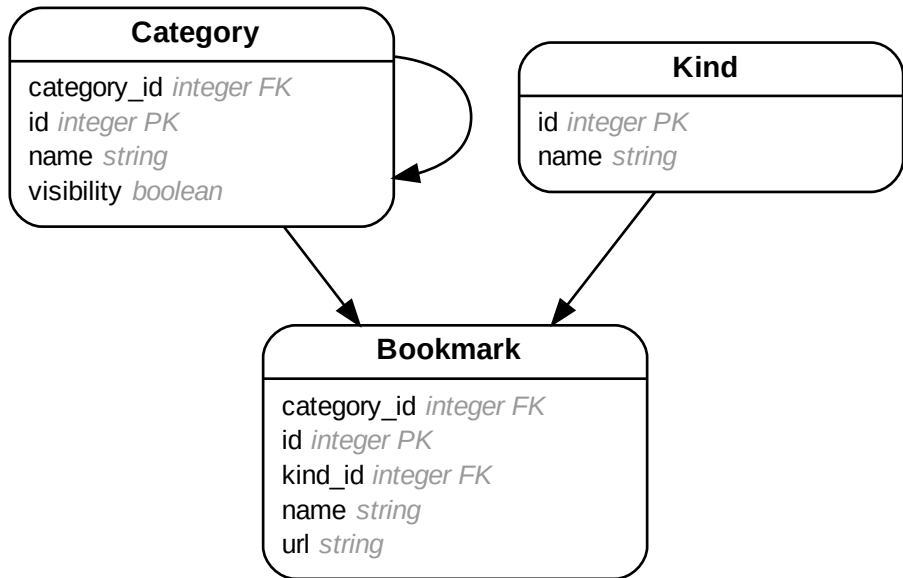 Category
category_id integer FK
id integer PK
name string
visibility boolean
Kind
id integer PK
name string
Bookmark
category_id integer FK
id integer PK
kind_id integer FK
name string
url string